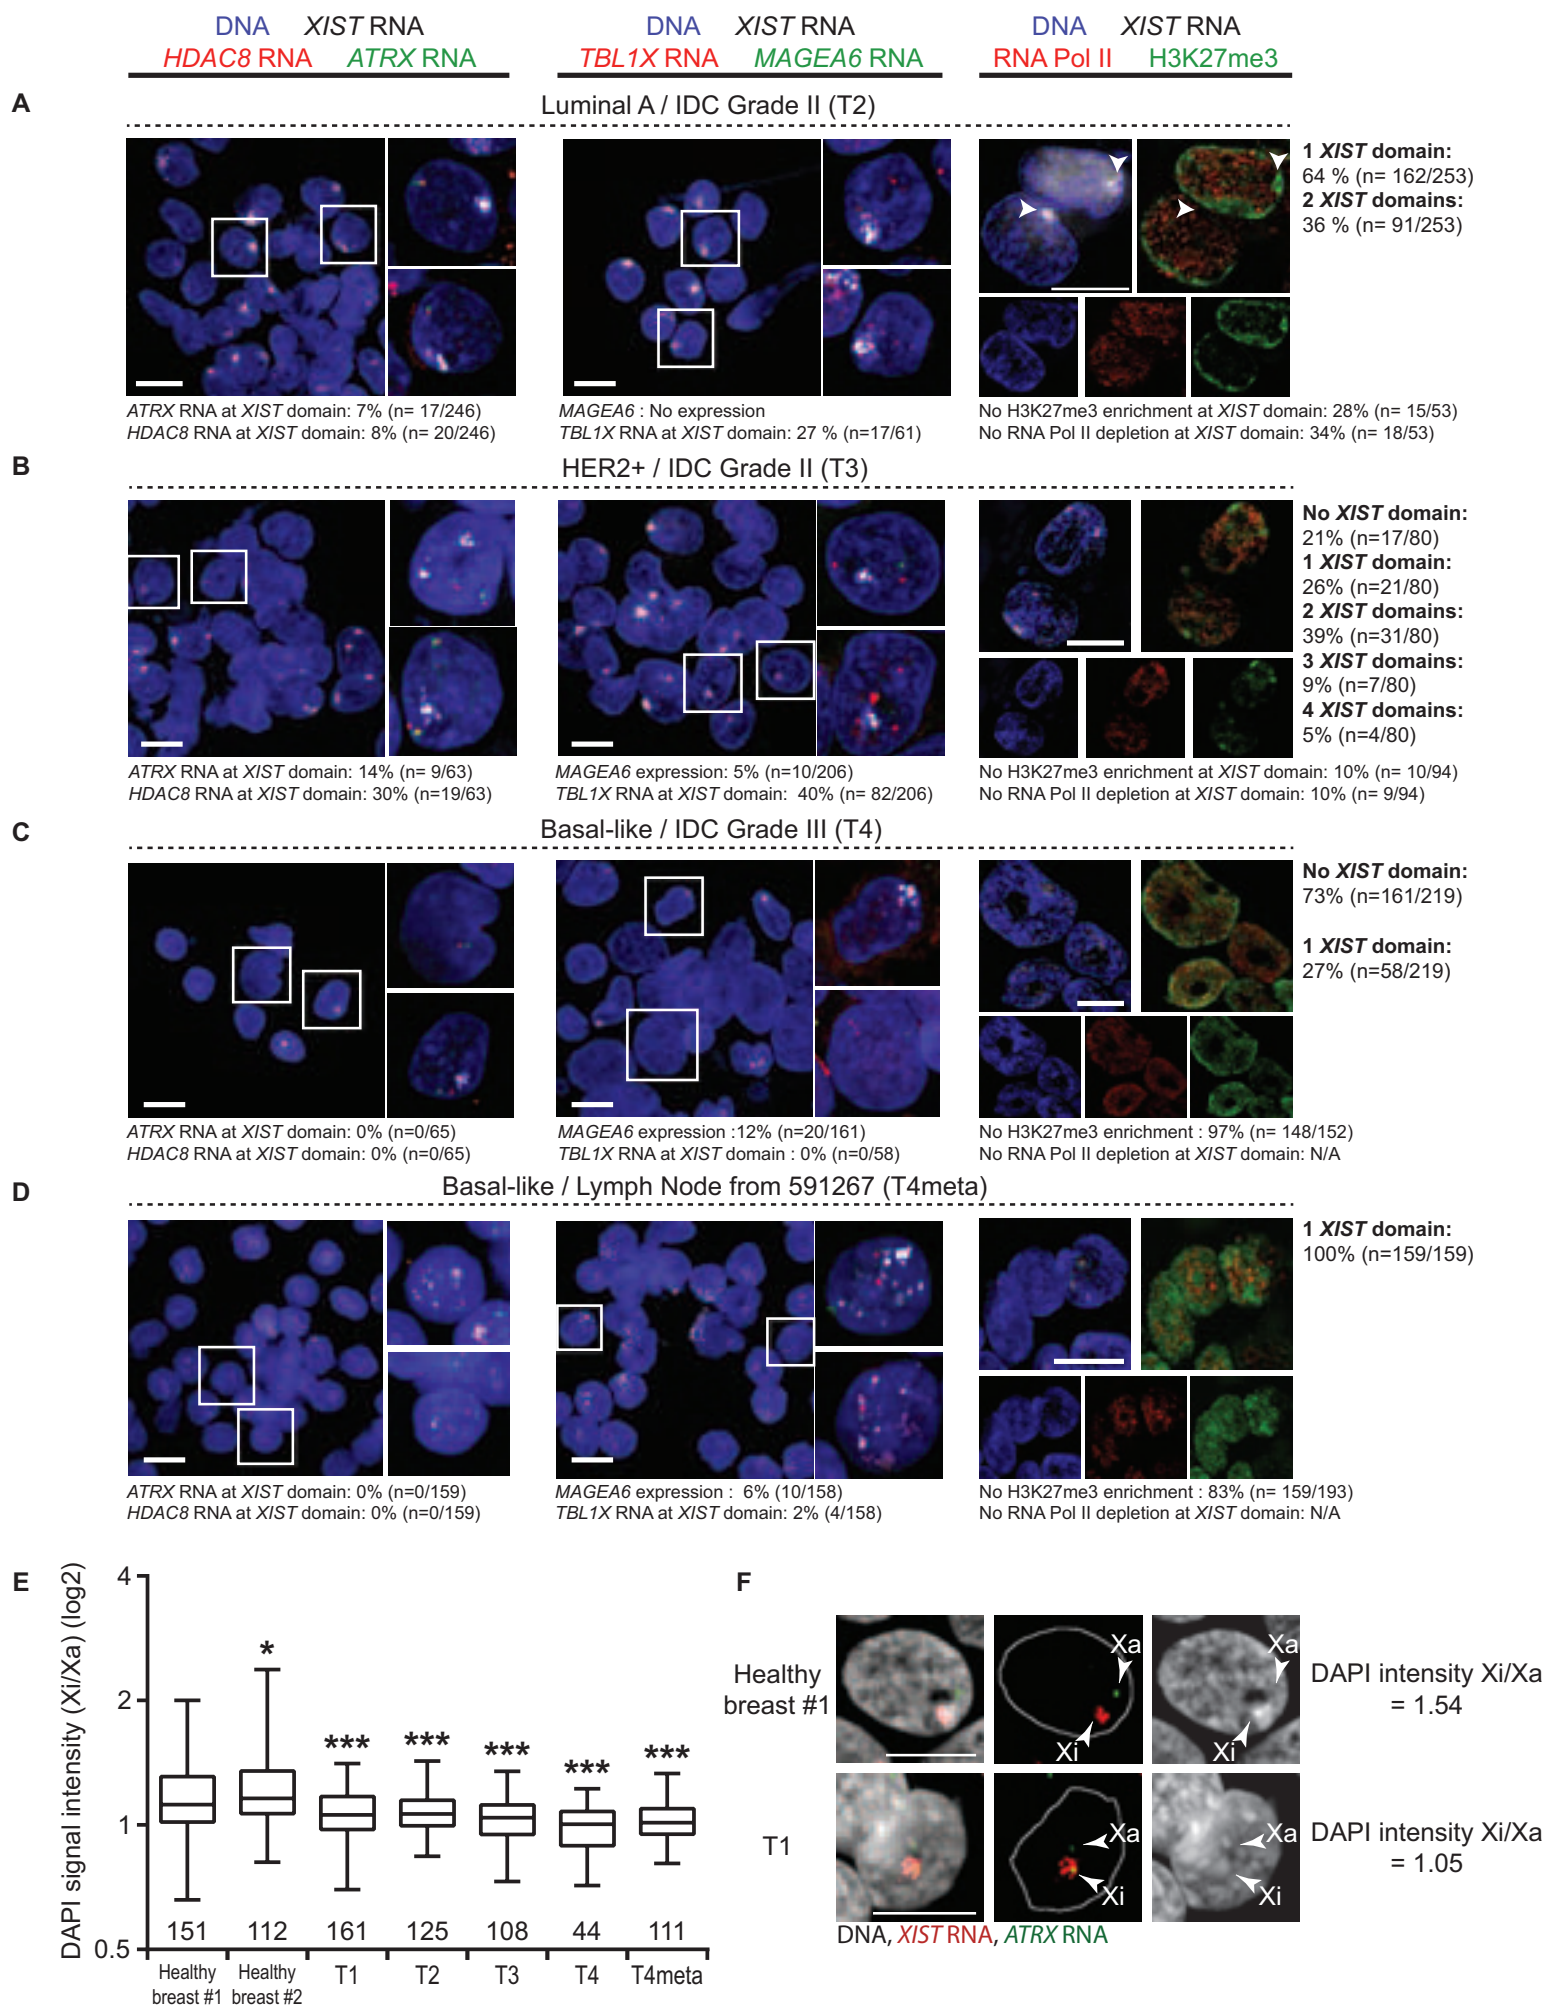 DNA XIST RNA
HDAC8 RNA ATRX RNA
DNA XIST RNA
TBL1X RNA MAGEA6 RNA
DNA XIST RNA
RNA Pol II H3K27me3
A
Luminal A / IDC Grade II (T2)
1 XIST domain:
64 % (n= 162/253)
2 XIST domains:
36 % (n= 91/253)
ATRX RNA at XIST domain: 7% (n= 17/246)
HDAC8 RNA at XIST domain: 8% (n= 20/246)
MAGEA6 : No expression
TBL1X RNA at XIST domain: 27 % (n=17/61)
No H3K27me3 enrichment at XIST domain: 28% (n= 15/53)
No RNA Pol II depletion at XIST domain: 34% (n= 18/53)
B
HER2+ / IDC Grade II (T3)
No XIST domain:
21% (n=17/80)
1 XIST domain:
26% (n=21/80)
2 XIST domains:
39% (n=31/80)
3 XIST domains:
9% (n=7/80)
4 XIST domains:
5% (n=4/80)
ATRX RNA at XIST domain: 14% (n= 9/63)
HDAC8 RNA at XIST domain: 30% (n=19/63)
MAGEA6 expression: 5% (n=10/206)
TBL1X RNA at XIST domain: 40% (n= 82/206)
No H3K27me3 enrichment at XIST domain: 10% (n= 10/94)
No RNA Pol II depletion at XIST domain: 10% (n= 9/94)
C
Basal-like / IDC Grade III (T4)
No XIST domain:
73% (n=161/219)
1 XIST domain:
27% (n=58/219)
ATRX RNA at XIST domain: 0% (n=0/65)
HDAC8 RNA at XIST domain: 0% (n=0/65)
MAGEA6 expression :12% (n=20/161)
TBL1X RNA at XIST domain : 0% (n=0/58)
No H3K27me3 enrichment : 97% (n= 148/152)
No RNA Pol II depletion at XIST domain: N/A
D
Basal-like / Lymph Node from 591267 (T4meta)
1 XIST domain:
100% (n=159/159)
ATRX RNA at XIST domain: 0% (n=0/159)
HDAC8 RNA at XIST domain: 0% (n=0/159)
MAGEA6 expression : 6% (10/158)
TBL1X RNA at XIST domain: 2% (4/158)
No H3K27me3 enrichment : 83% (n= 159/193)
No RNA Pol II depletion at XIST domain: N/A
E
DAPI signal intensity (Xi/Xa) (log2)
4
2
1
0.5
* *** *** *** *** ***
151 112 161 125 108 44 111
Healthy breast #1
Healthy breast #2
T1 T2 T3 T4 T4meta
F
Healthy
breast #1
Xa
Xi
Xa
Xi
DAPI intensity Xi/Xa
= 1.54
T1
Xa
Xi
Xa
Xi
DAPI intensity Xi/Xa
= 1.05
DNA, XIST RNA, ATRX RNA